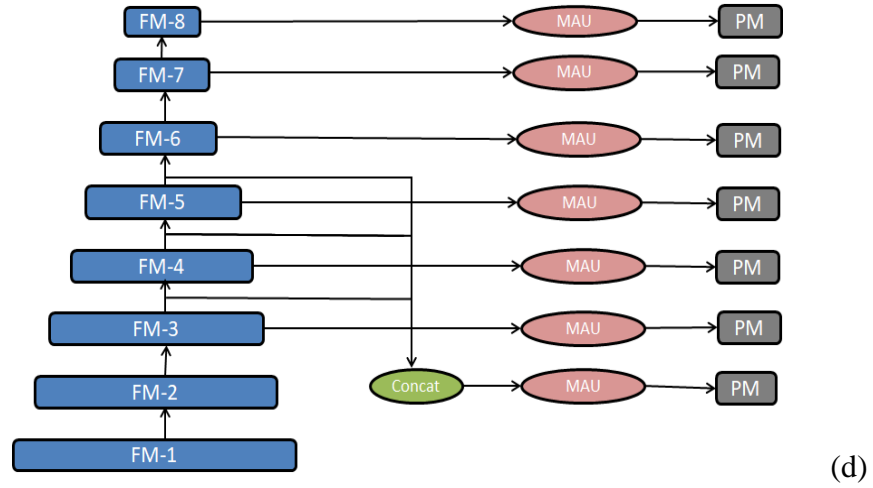 FM-8 MAU PM
FM-7 MAU PM
FM-6 MAU PM
FM-5 MAU PM
FM-4 MAU PM
FM-3 MAU PM
FM-2 Concat MAU PM
FM-1
(d)